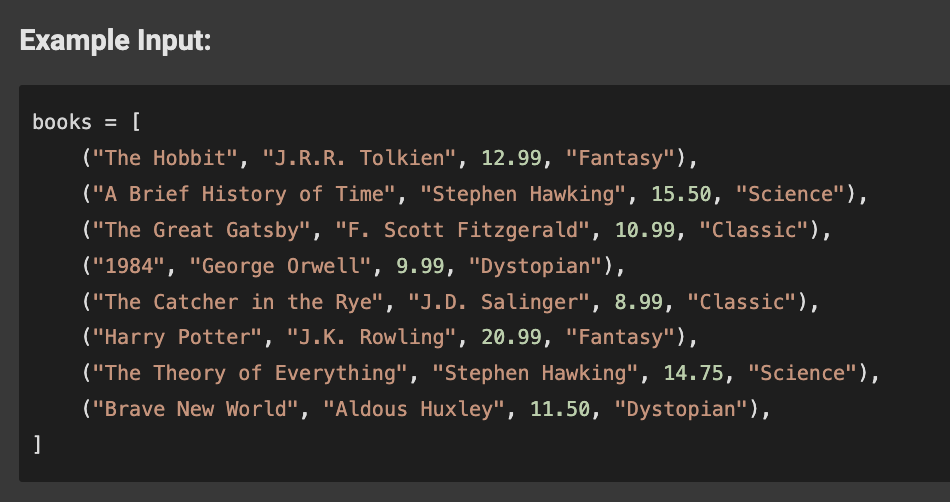 Example Input:
books = [
    ("The Hobbit", "J.R.R. Tolkien", 12.99, "Fantasy"),
    ("A Brief History of Time", "Stephen Hawking", 15.50, "Science"),
    ("The Great Gatsby", "F. Scott Fitzgerald", 10.99, "Classic"),
    ("1984", "George Orwell", 9.99, "Dystopian"),
    ("The Catcher in the Rye", "J.D. Salinger", 8.99, "Classic"),
    ("Harry Potter", "J.K. Rowling", 20.99, "Fantasy"),
    ("The Theory of Everything", "Stephen Hawking", 14.75, "Science"),
    ("Brave New World", "Aldous Huxley", 11.50, "Dystopian"),
]